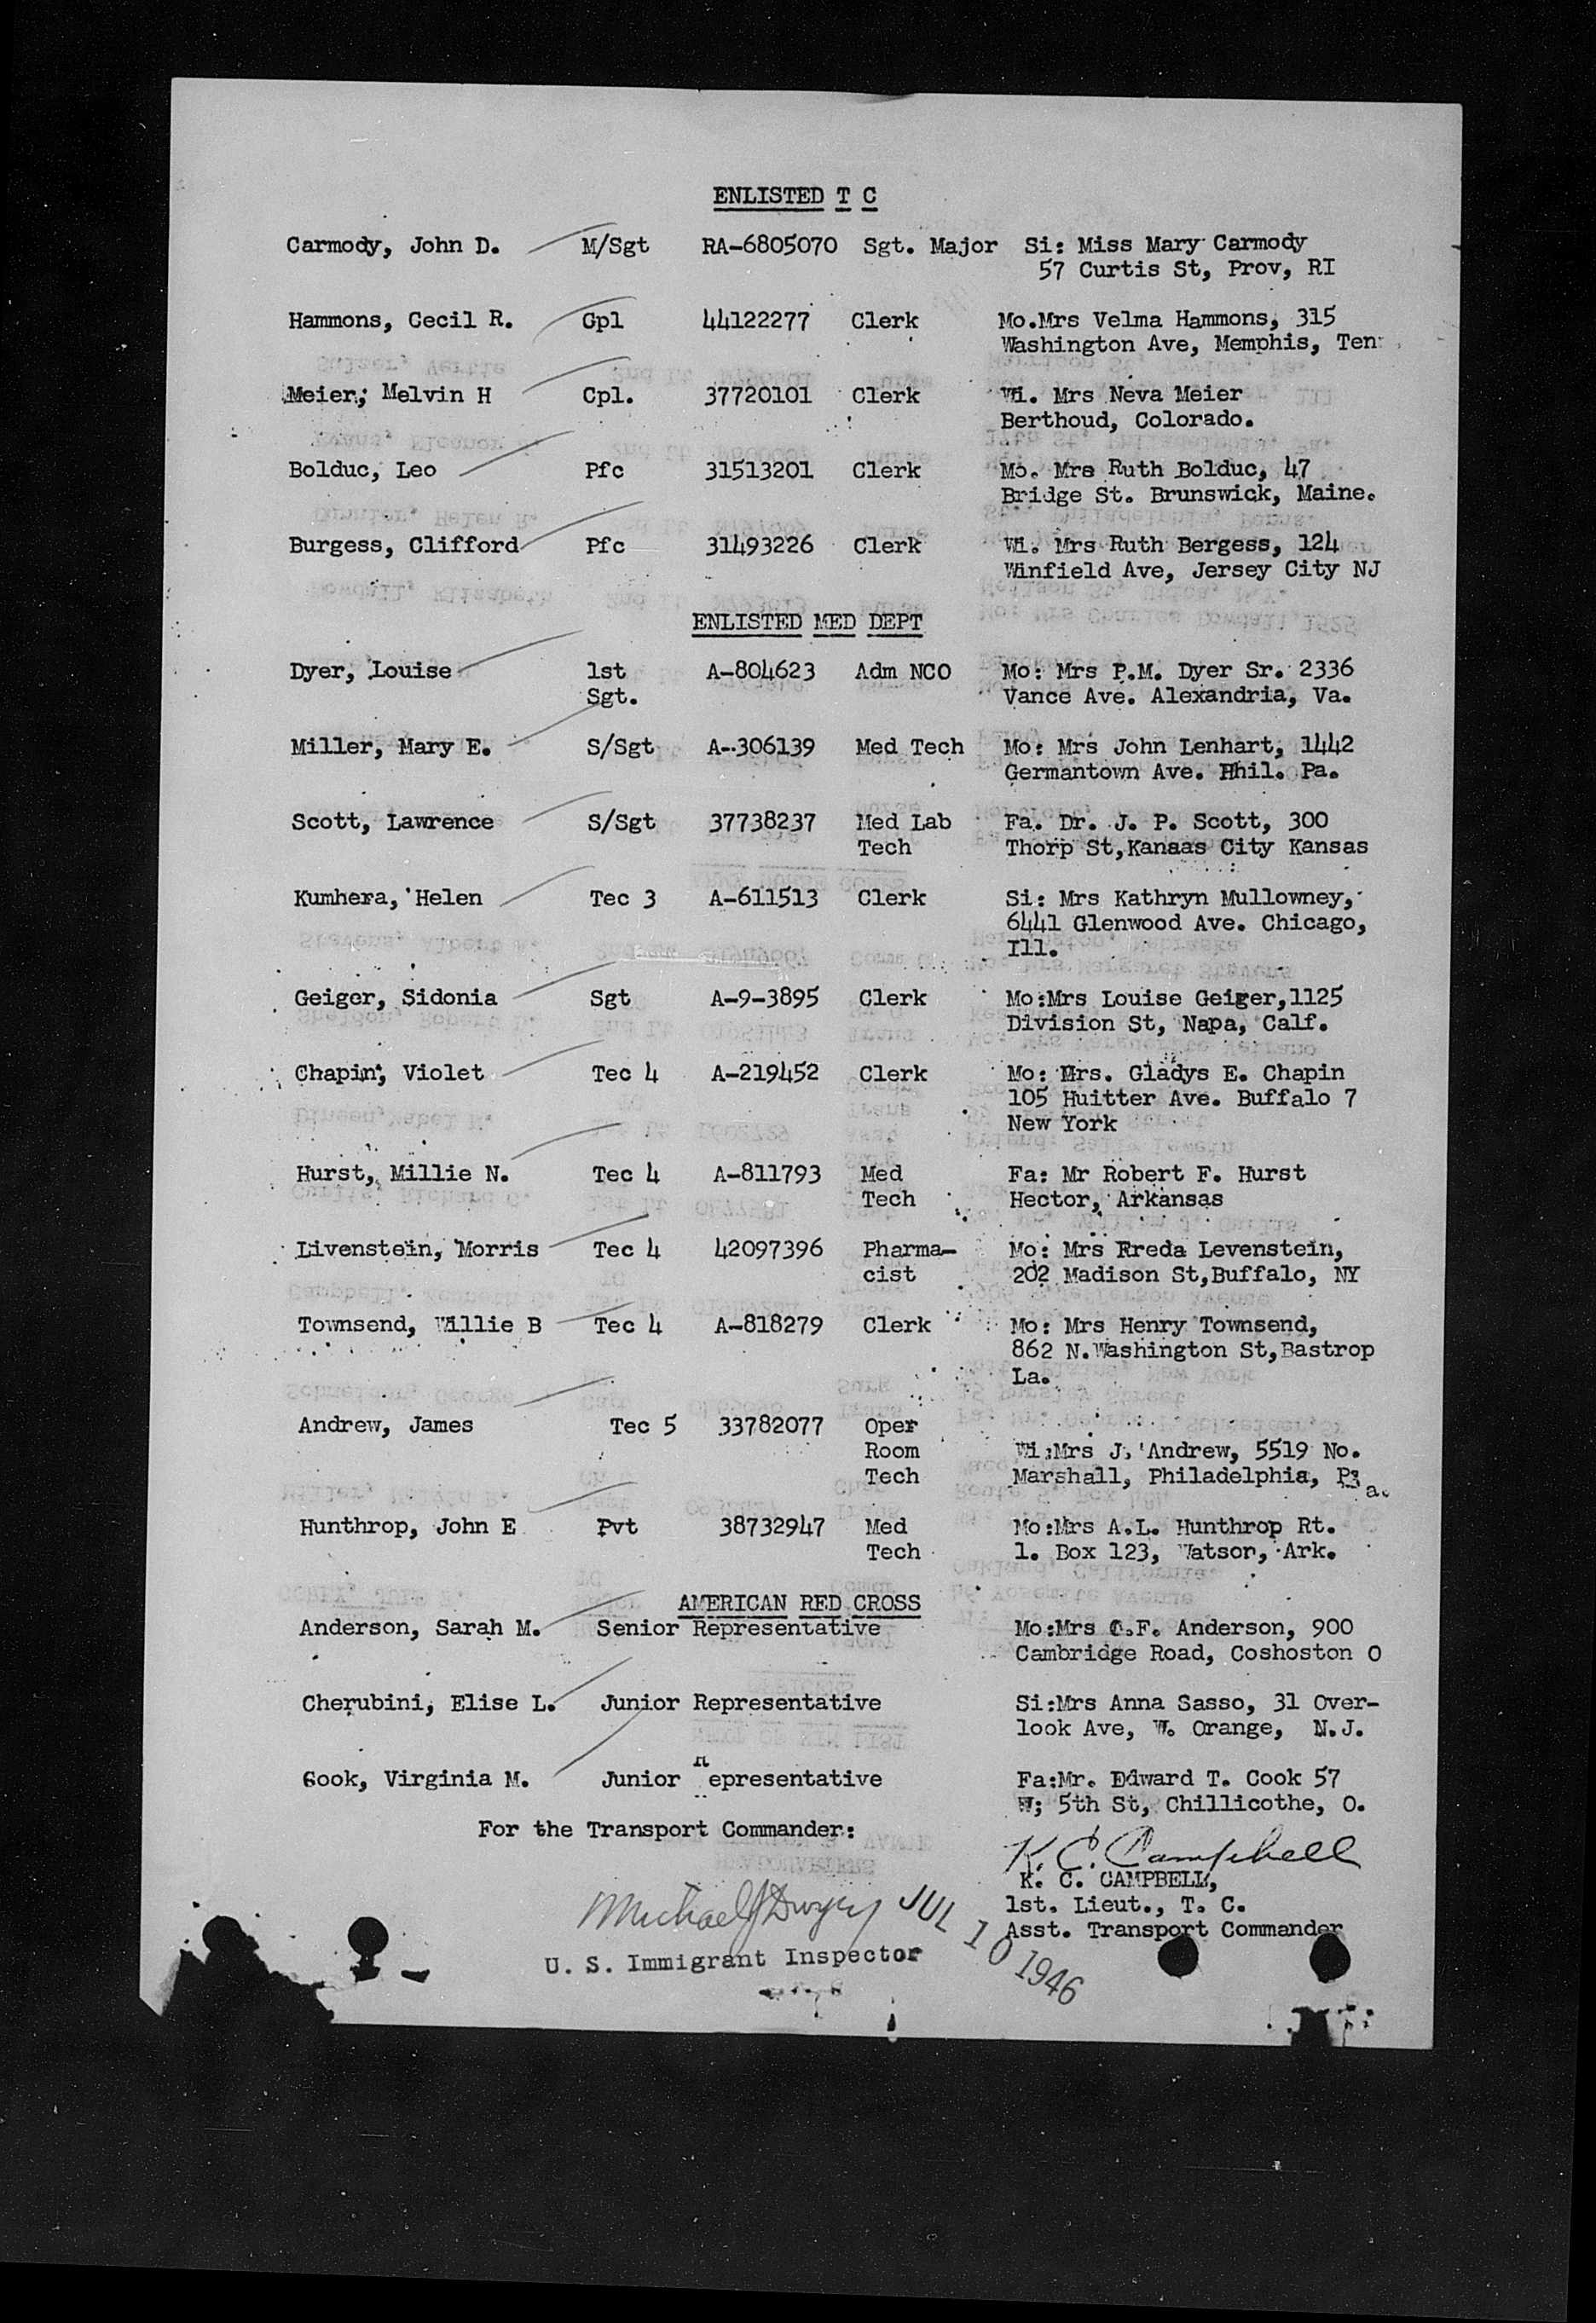 ENLISTED T C
Carmody, John D. M/Sgt RA-6805070 Sgt. Major Si: Miss Mary Carmody
57 Curtis St, Prov, RI
Hammons, Cecil R. Cpl 44122277 Clerk Mo.Mrs Velma Hammons, 315
Washington Ave, Memphis, Ten
Meier, Melvin H Cpl. 37720101 Clerk Wi. Mrs Neva Meier
Berthoud, Colorado.
Bolduc, Leo Pfc 31513201 Clerk Mo. Mrs Ruth Bolduc, 47
Bridge St. Brunswick, Maine.
Burgess, Clifford Pfc 31493226 Clerk Wi. Mrs Ruth Bergess, 124
Winfield Ave, Jersey City NJ
ENLISTED MED DEPT
Dyer, Louise 1st A-804623 Adm NCO Mo: Mrs P.M. Dyer Sr. 2336
Sgt. Vance Ave. Alexandria, Va.
Miller, Mary E. S/Sgt A-306139 Med Tech Mo: Mrs John Lenhart, 1442
Germantown Ave. Phil. Pa.
Scott, Lawrence S/Sgt 37738237 Med Lab Fa. Dr. J. P. Scott, 300
Tech Thorp St,Kanaas City Kansas
Kumhera, Helen Tec 3 A-611513 Clerk Si: Mrs Kathryn Mullowney,
6441 Glenwood Ave. Chicago,
Ill.
Geiger, Sidonia Sgt A-9-3895 Clerk Mo:Mrs Louise Geiger,1125
Division St, Napa, Calf.
Chapin, Violet Tec 4 A-219452 Clerk Mo: Mrs. Gladys E. Chapin
105 Huitter Ave. Buffalo 7
New York
Hurst, Millie N. Tec 4 A-811793 Med Fa: Mr Robert F. Hurst
Tech Hector, Arkansas
Livenstein, Morris Tec 4 42097396 Pharma- Mo: Mrs Freda Levenstein,
cist 202 Madison St,Buffalo, NY
Townsend, Willie B Tec 4 A-818279 Clerk Mo: Mrs Henry Townsend,
862 N.Washington St,Bastrop
La.
Andrew, James Tec 5 33782077 Oper
Room Wi:Mrs J. Andrew, 5519 No.
Tech Marshall, Philadelphia, Pa.
Hunthrop, John E Pvt 38732947 Med Mo:Mrs A.L. Hunthrop Rt.
Tech 1. Box 123, Watson, Ark.
AMERICAN RED CROSS
Anderson, Sarah M. Senior Representative Mo:Mrs C.F. Anderson, 900
Cambridge Road, Coshoston O
Cherubini, Elise L. Junior Representative Si:Mrs Anna Sasso, 31 Over-
look Ave, W. Orange, N.J.
Cook, Virginia M. Junior Representative Fa:Mr. Edward T. Cook 57
W; 5th St, Chillicothe, O.
For the Transport Commander:
K. C. Campbell
K. C. CAMPBELL,
1st. Lieut., T. C.
Asst. Transport Commander
Michael J Dwyer JUL 10 1946
U. S. Immigrant Inspector